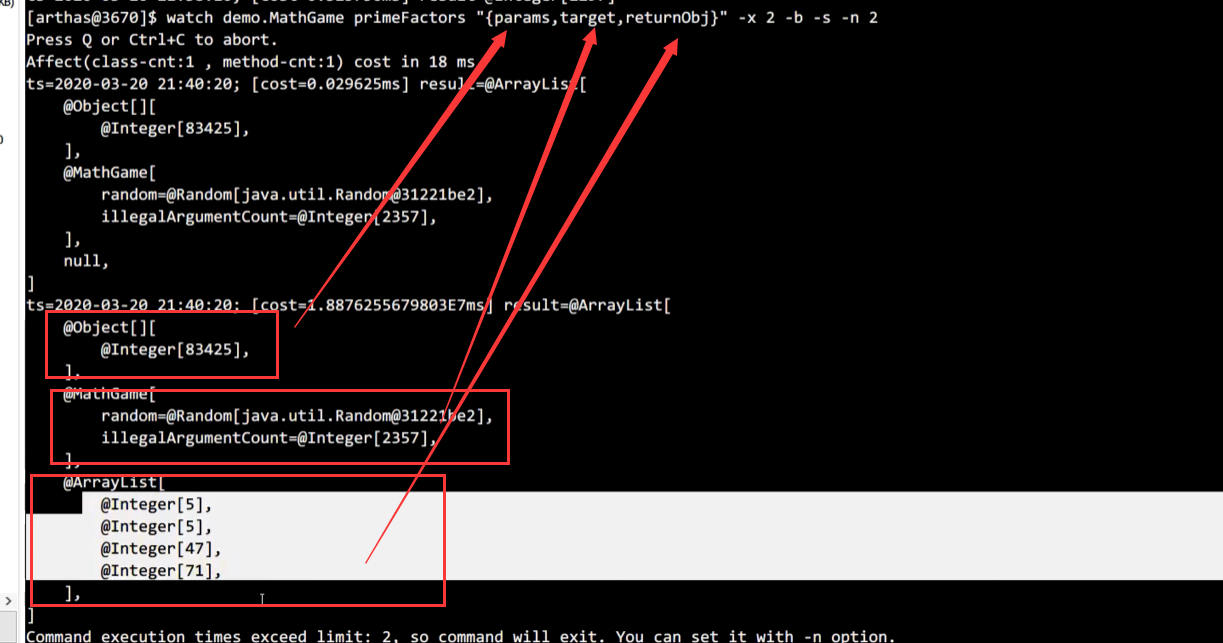 [arthas@3670]$ watch demo.MathGame primeFactors "{params,target,returnObj}" -x 2 -b -s -n 2
Press Q or Ctrl+C to abort.
Affect(class-cnt:1 , method-cnt:1) cost in 18 ms.
ts=2020-03-20 21:40:20; [cost=0.029625ms] result=@ArrayList[
@Object[][
@Integer[83425],
],
@MathGame[
random=@Random[java.util.Random@31221be2],
illegalArgumentCount=@Integer[2357],
],
null,
]
ts=2020-03-20 21:40:20; [cost=1.8876255679803E7ms] result=@ArrayList[
@Object[][
@Integer[83425],
],
@MathGame[
random=@Random[java.util.Random@31221be2],
illegalArgumentCount=@Integer[2357],
],
@ArrayList[
@Integer[5],
@Integer[5],
@Integer[47],
@Integer[71],
],
]
Command execution times exceed limit: 2, so command will exit. You can set it with -n option.